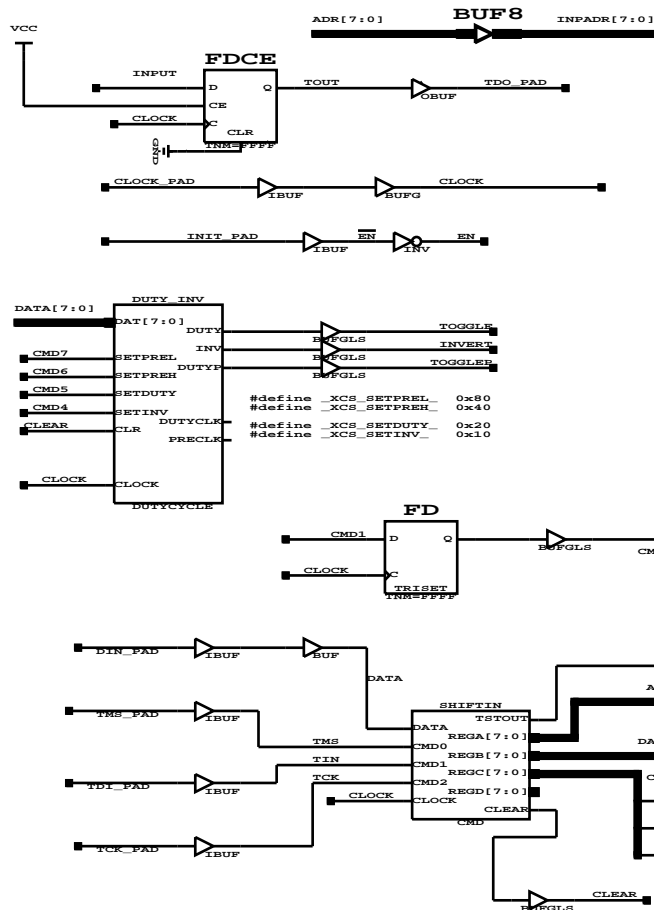 BUF8
ADR[7:0] INPADR[7:0]
VCC
FDCE
INPUT D Q TOUT OBUF TDO_PAD
CE
CLOCK C
CLR
TNM=FFFF
GND
CLOCK_PAD IBUF BUFG CLOCK
INIT_PAD IBUF EN INV EN
DUTY_INV
DATA[7:0] DAT[7:0]
DUTY BUFGLS TOGGLE
INV BUFGLS INVERT
DUTYP BUFGLS TOGGLEP
CMD7 SETPREL
CMD6 SETPREH
CMD5 SETDUTY
CMD4 SETINV
CLEAR CLR
DUTYCLK
PRECLK
CLOCK CLOCK
DUTYCYCLE
#define _XCS_SETPREL_ 0x80
#define _XCS_SETPREH_ 0x40
#define _XCS_SETDUTY_ 0x20
#define _XCS_SETINV_ 0x10
FD
CMD1 D Q BUFGLS CM
CLOCK C
TRISET
TNM=FFFF
DIN_PAD IBUF BUF
DATA
TMS_PAD IBUF TMS
TDI_PAD IBUF TIN
TCK_PAD IBUF TCK
CLOCK
SHIFTIN
TSTOUT
DATA REGA[7:0] A
CMD0 REGB[7:0] DA
CMD1 REGC[7:0] C
CMD2 REGD[7:0]
CLOCK CLEAR
CMD
BUFGLS CLEAR